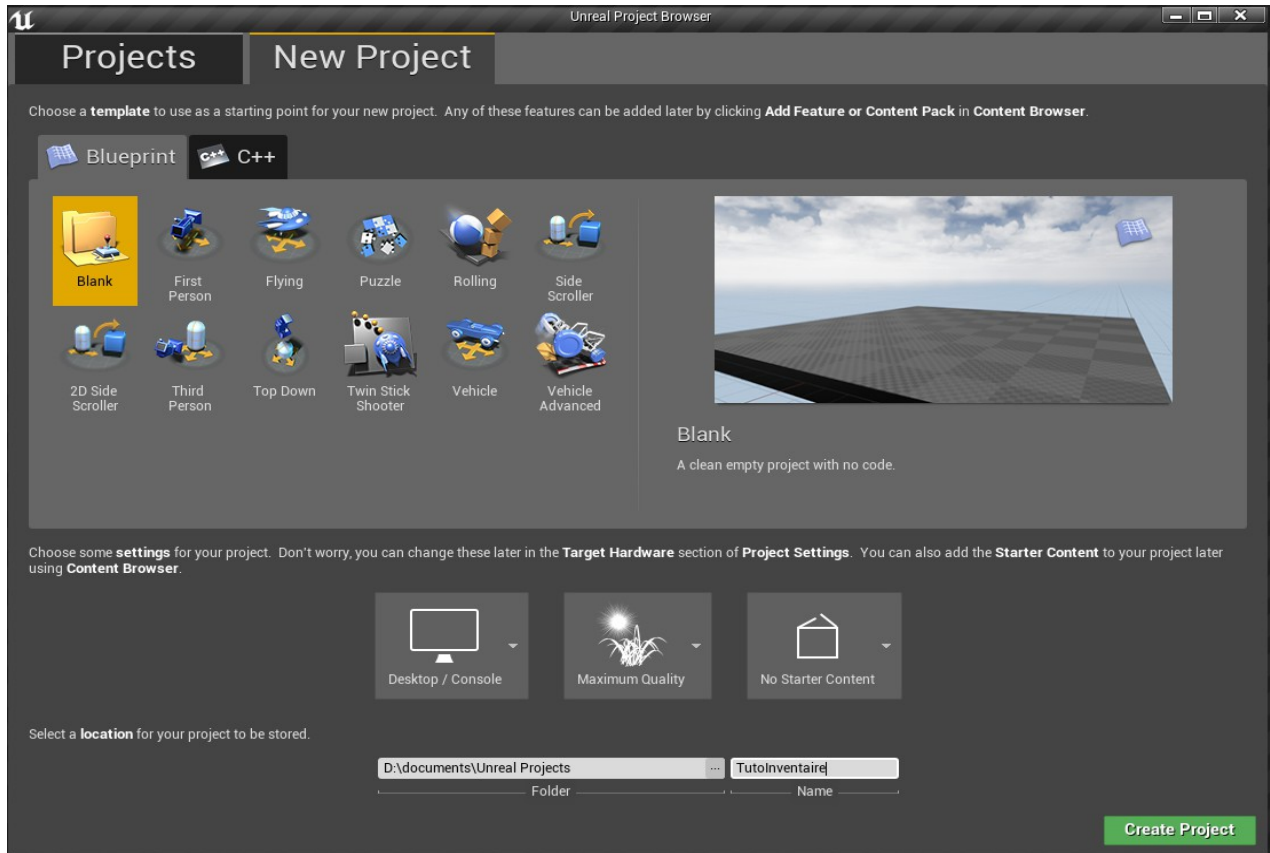 Unreal Project Browser
Projects
New Project
Choose a template to use as a starting point for your new project. Any of these features can be added later by clicking Add Feature or Content Pack in Content Browser.
Blueprint
C++
C++
Blank
First
Person
Flying
Puzzle
Rolling
Side
Scroller
2D Side
Scroller
Third
Person
Top Down
Twin Stick
Shooter
Vehicle
Vehicle
Advanced
Blank
A clean empty project with no code.
Choose some settings for your project. Don't worry, you can change these later in the Target Hardware section of Project Settings. You can also add the Starter Content to your project later
using Content Browser.
Desktop / Console
Maximum Quality
No Starter Content
Select a location for your project to be stored.
D:\documents\Unreal Projects
...
TutoInventaire
Folder
Name
Create Project